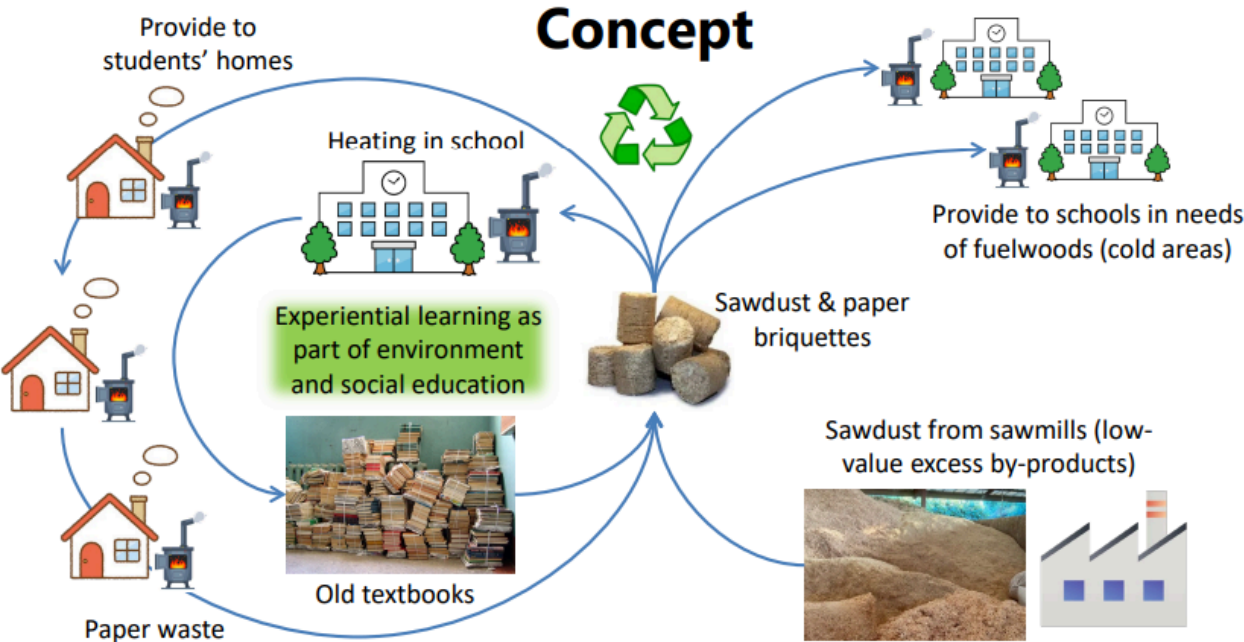 Concept
Provide to
students' homes
Heating in school
Provide to schools in needs
of fuelwoods (cold areas)
Experiential learning as
part of environment
and social education
Sawdust & paper
briquettes
Sawdust from sawmills (low-
value excess by-products)
Old textbooks
Paper waste